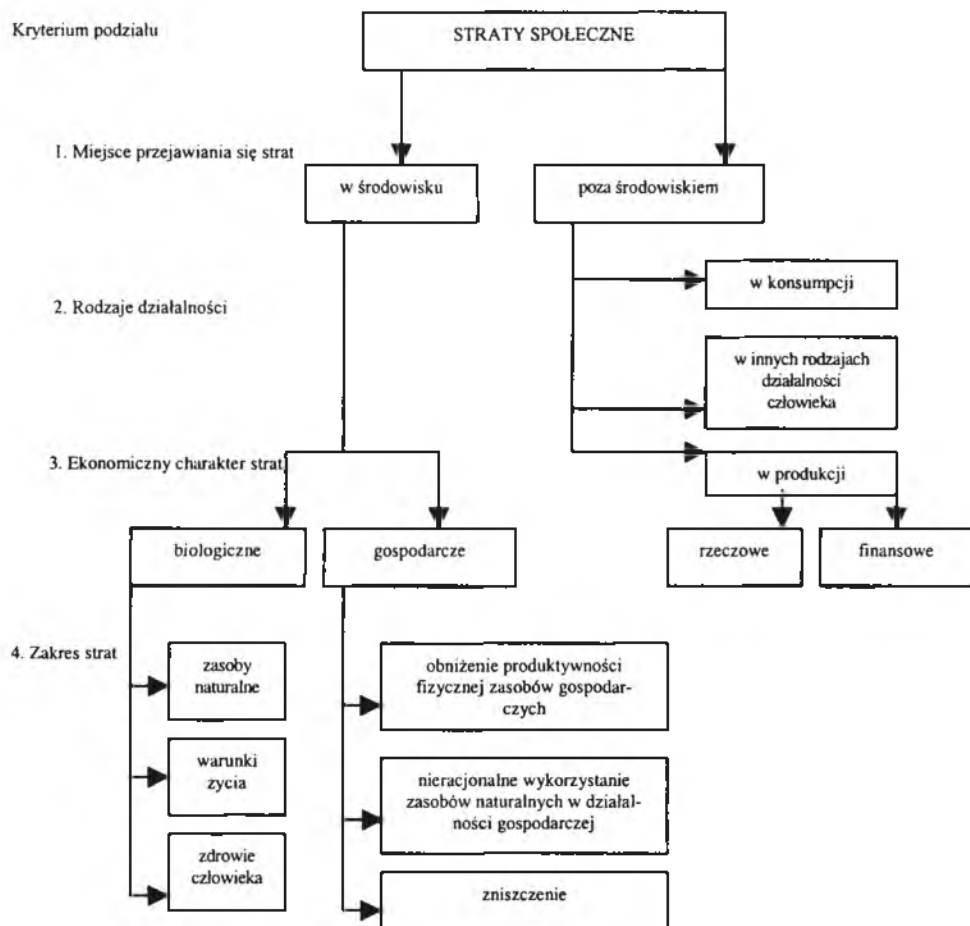 Kryterium podziału
STRATY SPOŁECZNE
1. Miejsce przejawiania się strat
w środowisku
poza środowiskiem
2. Rodzaje działalności
w konsumpcji
w innych rodzajach
działalności
człowieka
3. Ekonomiczny charakter strat
w produkcji
biologiczne
gospodarcze
rzeczowe
finansowe
4. Zakres strat
zasoby
naturalne
obniżenie produktywności
fizycznej zasobów gospodar-
czych
warunki
życia
nieracjonalne wykorzystanie
zasobów naturalnych w działal-
ności gospodarczej
zdrowie
człowieka
zniszczenie